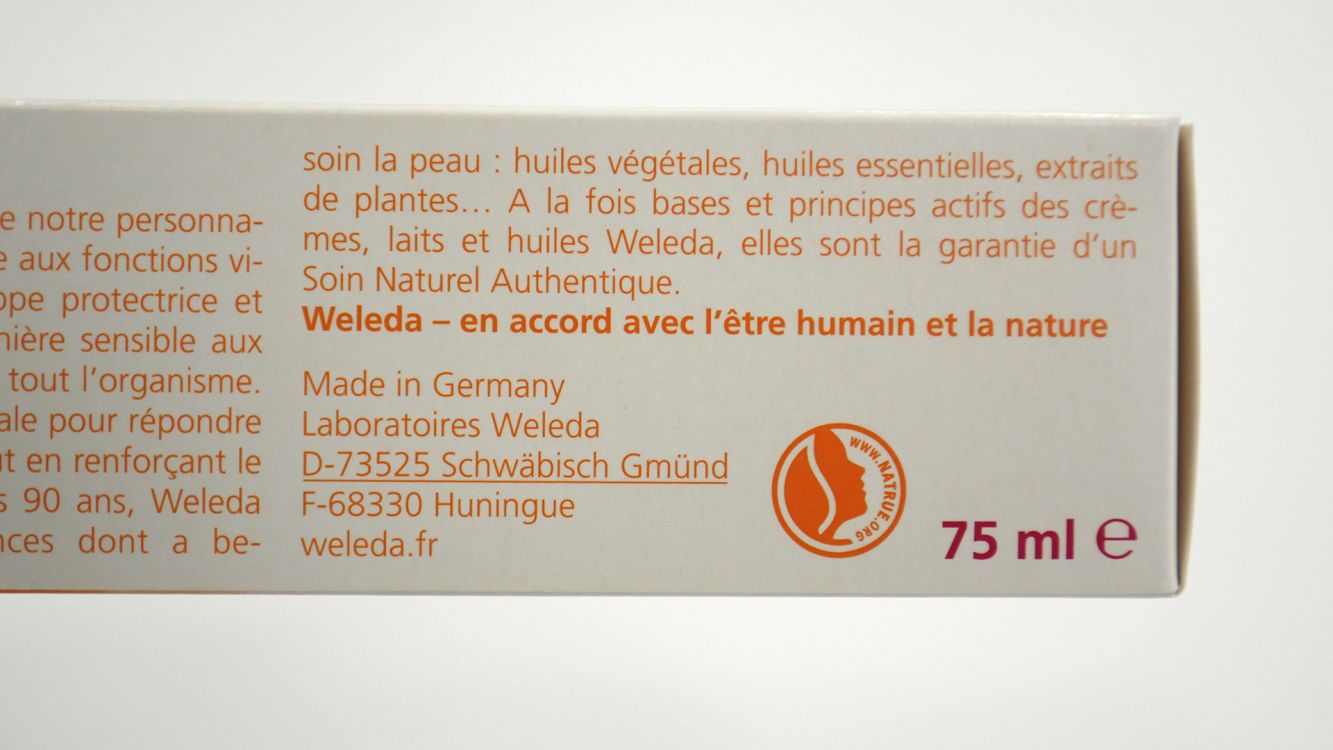 e notre personna-
e aux fonctions vi-
ppe protectrice et
nière sensible aux
tout l'organisme.
ale pour répondre
ut en renforçant le
s 90 ans, Weleda
nces dont a be-
soin la peau : huiles végétales, huiles essentielles, extraits
de plantes... A la fois bases et principes actifs des crè-
mes, laits et huiles Weleda, elles sont la garantie d'un
Soin Naturel Authentique.
Weleda – en accord avec l'être humain et la nature
Made in Germany
Laboratoires Weleda
D-73525 Schwäbisch Gmünd
F-68330 Huningue
weleda.fr
WWW.NATRUE.ORG
75 ml ℮